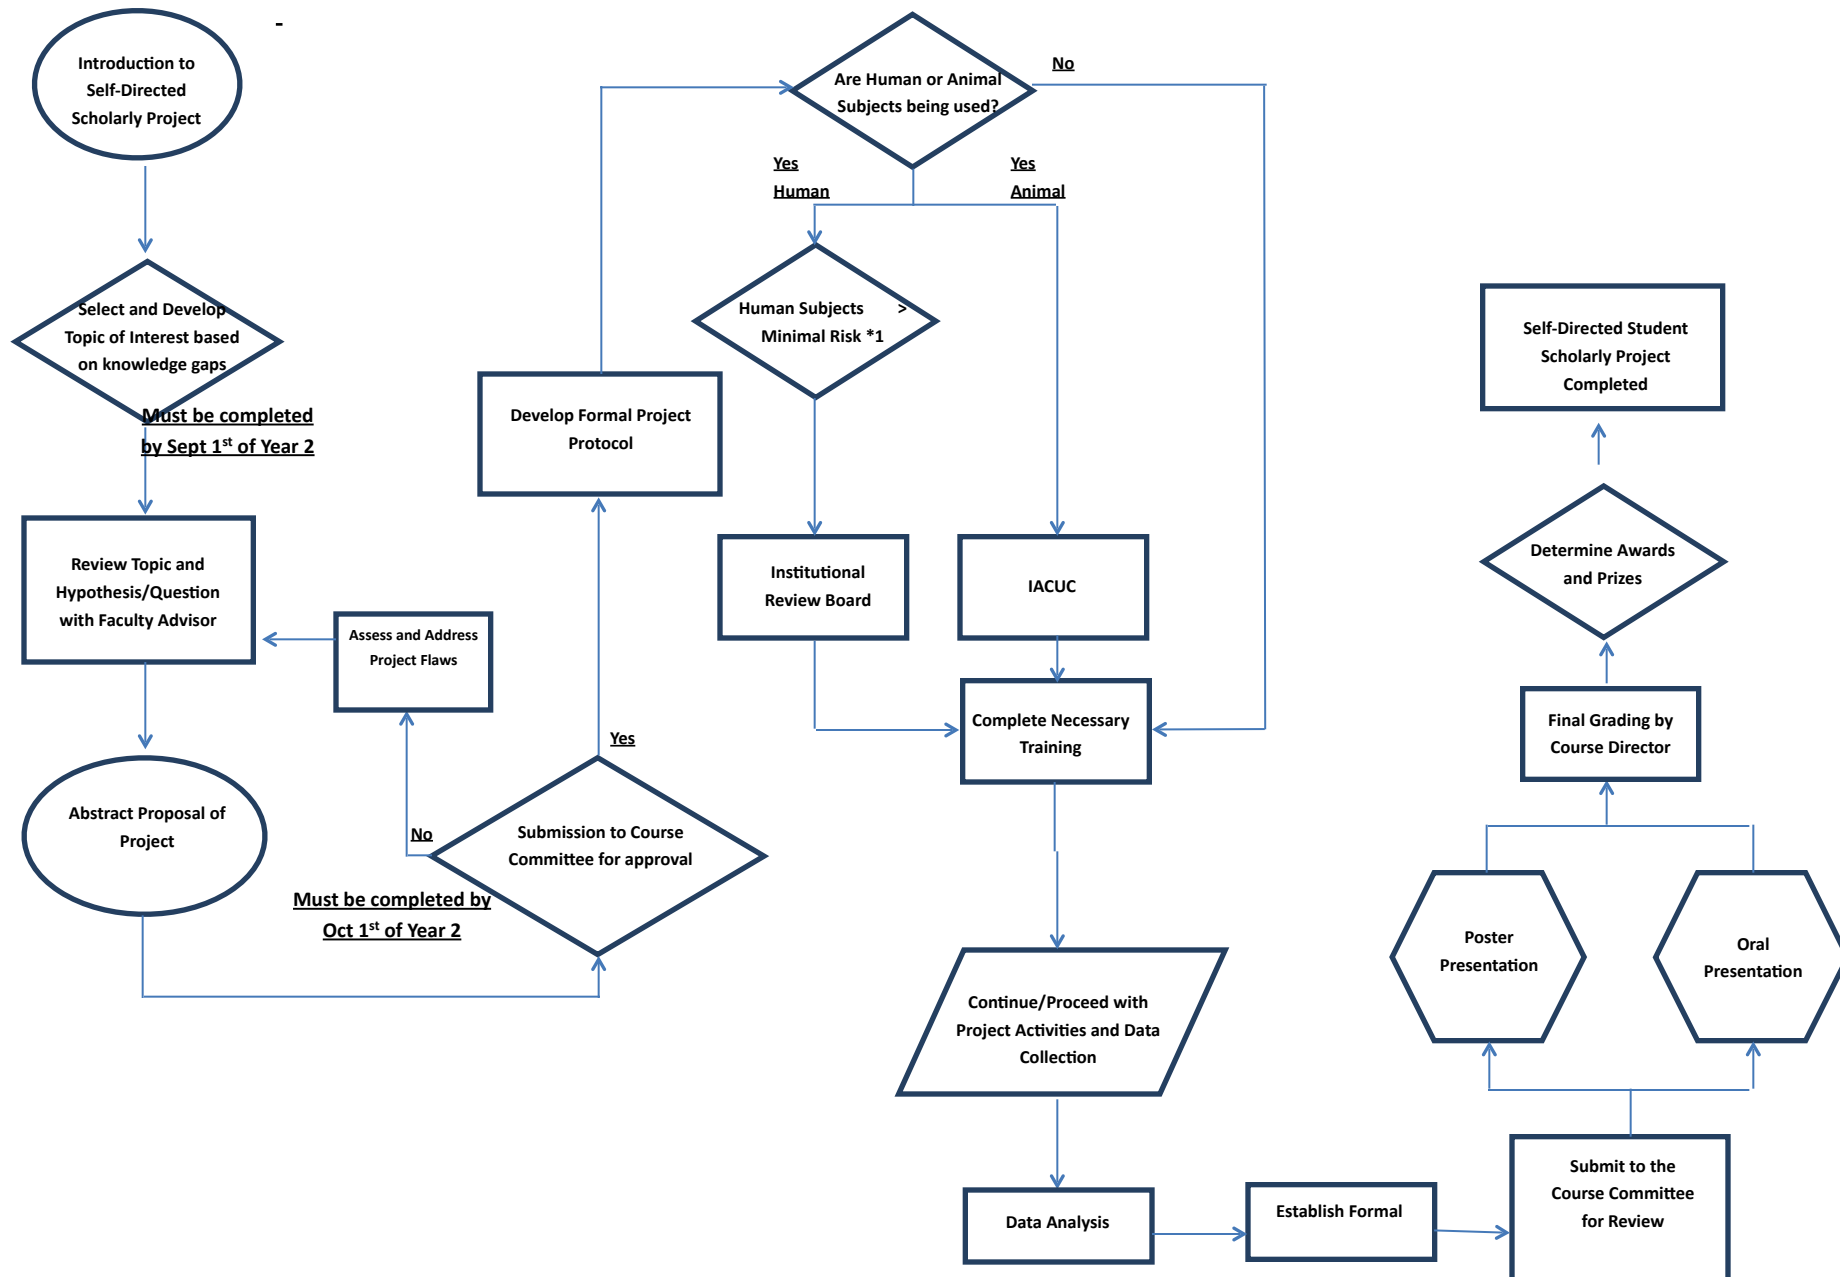 -
Introduction to
Self-Directed
Scholarly Project
Select and Develop
Topic of Interest based
on knowledge gaps
Must be completed
by Sept 1st of Year 2
Review Topic and
Hypothesis/Question
with Faculty Advisor
Assess and Address
Project Flaws
Abstract Proposal of
Project
No
Must be completed by
Oct 1st of Year 2
Submission to Course
Committee for approval
Yes
Develop Formal Project
Protocol
Are Human or Animal
Subjects being used?
No
Yes
Human
Yes
Animal
Human Subjects >
Minimal Risk *1
Institutional
Review Board
IACUC
Complete Necessary
Training
Continue/Proceed with
Project Activities and Data
Collection
Data Analysis
Establish Formal
Submit to the
Course Committee
for Review
Poster
Presentation
Oral
Presentation
Final Grading by
Course Director
Determine Awards
and Prizes
Self-Directed Student
Scholarly Project
Completed